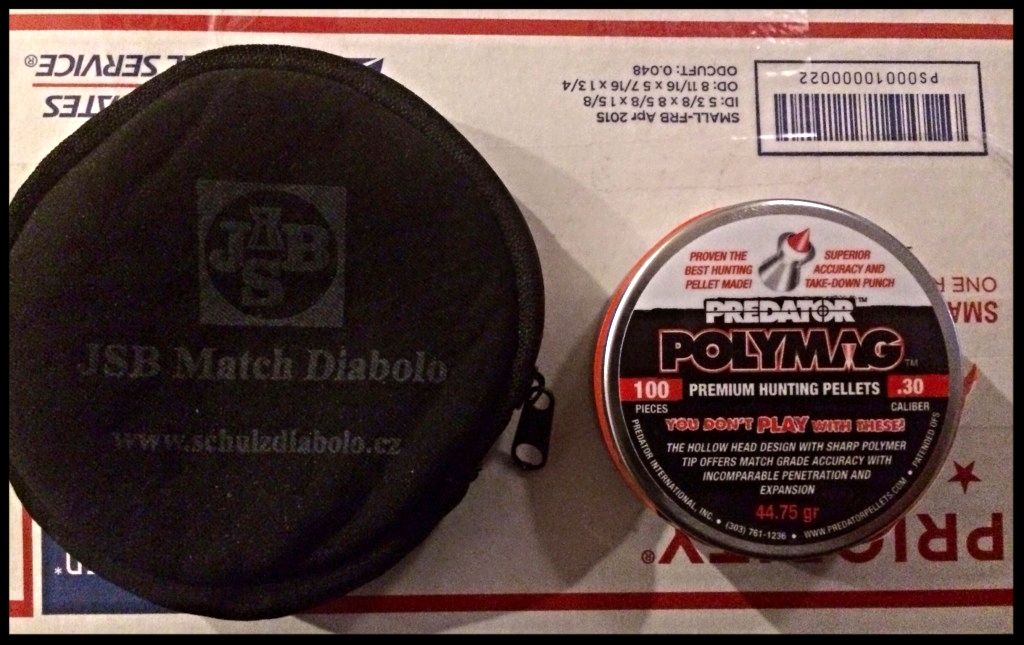 JSB
JSB Match Diabolo
www.schulzdiabolo.cz
PROVEN THE
BEST HUNTING
PELLET MADE!
SUPERIOR
ACCURACY AND
TAKE-DOWN PUNCH
PREDATOR™
POLYMAG™
100
PIECES
PREMIUM HUNTING PELLETS
.30
CALIBER
YOU DON'T PLAY WITH THESE!
THE HOLLOW HEAD DESIGN WITH SHARP POLYMER
TIP OFFERS MATCH GRADE ACCURACY WITH
INCOMPARABLE PENETRATION AND
EXPANSION
44.75 gr
PREDATOR INTERNATIONAL, INC. • (303) 761-1236 • WWW.PREDATORPELLETS.COM • PATENTED
PS00010000022
SMALL-FRB Apr 2015
ID: 5 3/8 x 8 5/8 x 1 5/8
OD: 8 11/16 x 5 7/16 x 1 3/4
ODCUFT: 0.048
SERVICE®
ONE
PRIORITY®